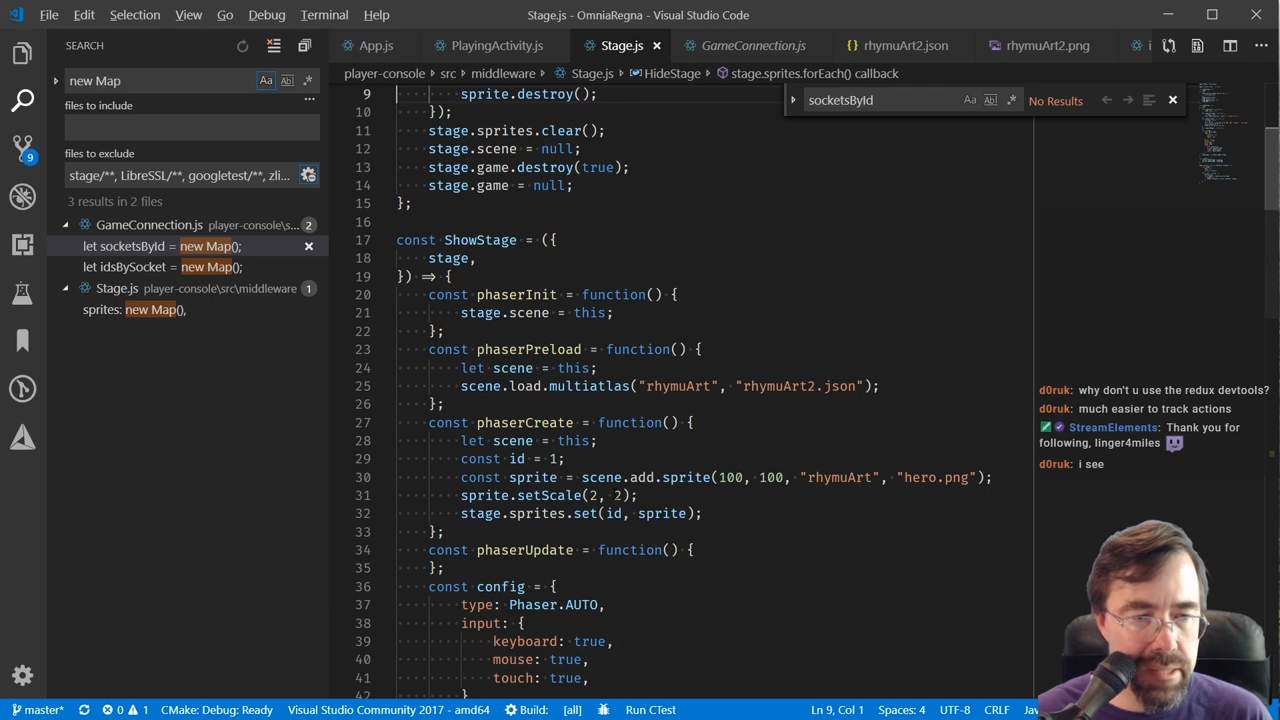 File Edit Selection View Go Debug Terminal Help
Stage.js - OmniaRegna - Visual Studio Code
SEARCH
new Map
Aa Abl .*
files to include
files to exclude
stage/**, LibreSSL/**, googletest/**, zli...
3 results in 2 files
GameConnection.js player-console\s... 2
let socketsById = new Map();
let idsBySocket = new Map();
Stage.js player-console\src\middleware 1
sprites: new Map(),
9
App.js PlayingActivity.js Stage.js GameConnection.js rhymuArt2.json rhymuArt2.png i
player-console > src > middleware > Stage.js > HideStage > stage.sprites.forEach() callback
socketsById Aa Abl .* No Results
9 sprite.destroy();
10 });
11 stage.sprites.clear();
12 stage.scene = null;
13 stage.game.destroy(true);
14 stage.game = null;
15 };
16
17 const ShowStage = ({
18 stage,
19 }) => {
20 const phaserInit = function() {
21 stage.scene = this;
22 };
23 const phaserPreload = function() {
24 let scene = this;
25 scene.load.multiatlas("rhymuArt", "rhymuArt2.json");
26 };
27 const phaserCreate = function() {
28 let scene = this;
29 const id = 1;
30 const sprite = scene.add.sprite(100, 100, "rhymuArt", "hero.png");
31 sprite.setScale(2, 2);
32 stage.sprites.set(id, sprite);
33 };
34 const phaserUpdate = function() {
35 };
36 const config = {
37 type: Phaser.AUTO,
38 input: {
39 keyboard: true,
40 mouse: true,
41 touch: true,
42 }
d0ruk: why don't u use the redux devtools?
d0ruk: much easier to track actions
StreamElements: Thank you for
following, linger4miles
d0ruk: i see
master* 0 1 CMake: Debug: Ready Visual Studio Community 2017 - amd64 Build: [all] Run CTest Ln 9, Col 1 Spaces: 4 UTF-8 CRLF